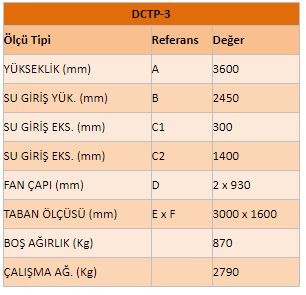 DCTP-3
Ölçü Tipi Referans Değer
YÜKSEKLİK (mm) A 3600
SU GİRİŞ YÜK. (mm) B 2450
SU GİRİŞ EKS. (mm) C1 300
SU GİRİŞ EKS. (mm) C2 1400
FAN ÇAPI (mm) D 2 x 930
TABAN ÖLÇÜSÜ (mm) E x F 3000 x 1600
BOŞ AĞIRLIK (Kg) 870
ÇALIŞMA AĞ. (Kg) 2790